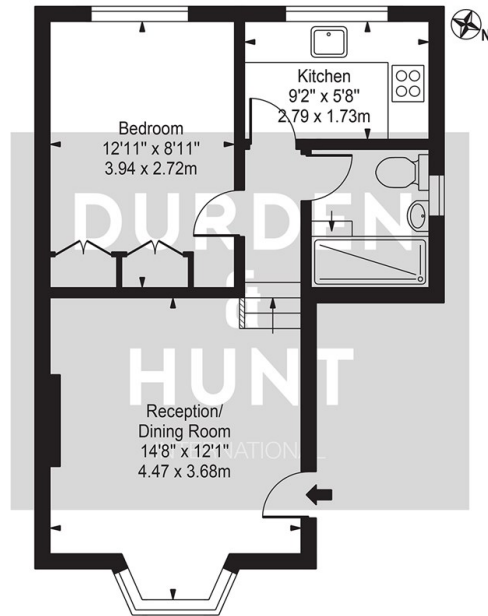 N
Kitchen
9'2" x 5'8"
2.79 x 1.73m
Bedroom
12'11" x 8'11"
3.94 x 2.72m
DURDEN
&
HUNT
INTERNATIONAL
Reception/
Dining Room
14'8" x 12'1"
4.47 x 3.68m